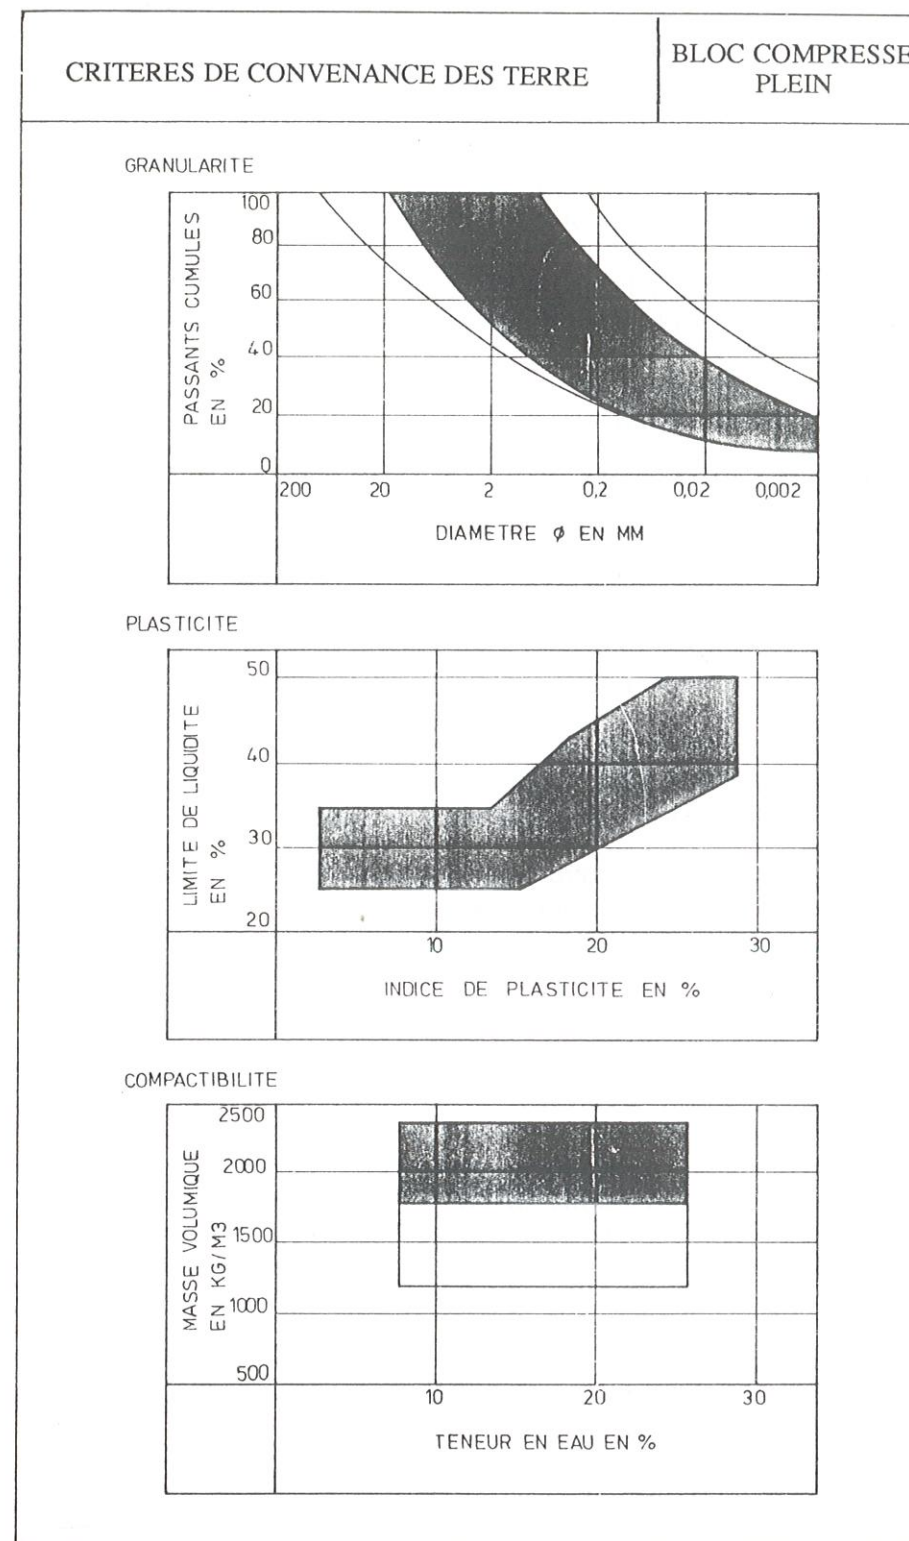 CRITERES DE CONVENANCE DES TERRE
BLOC COMPRESSE
PLEIN
GRANULARITE
PASSANTS CUMULES
EN %
100
80
60
40
20
0
200 20 2 0,2 0,02 0,002
DIAMETRE ϕ EN MM
PLASTICITE
LIMITE DE LIQUIDITE
EN %
50
40
30
20
10 20 30
INDICE DE PLASTICITE EN %
COMPACTIBILITE
MASSE VOLUMIQUE
EN KG/M3
2500
2000
1500
1000
500
10 20 30
TENEUR EN EAU EN %